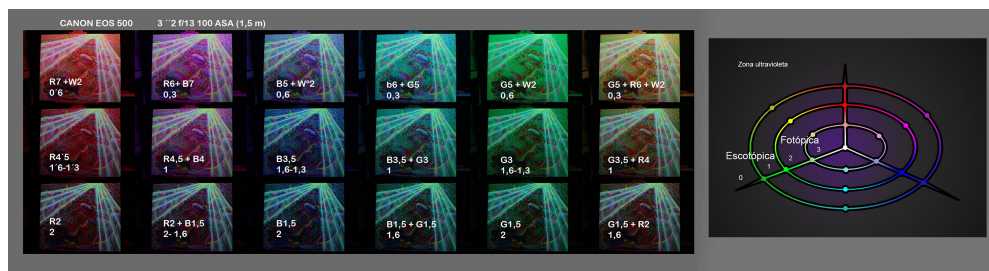 CANON EOS 500 3 ´´2 f/13 100 ASA (1,5 m)
R7 +W2
0´6
R6+ B7
0,3
B5 + Wº2
0,6
b6 + G5
0,3
G5 + W2
0,6
G5 + R6 + W2
0,3
R4´5
1´6-1´3
R4,5 + B4
1
B3,5
1,6-1,3
B3,5 + G3
1
G3
1,6-1,3
G3,5 + R4
1
R2
2
R2 + B1,5
2- 1,6
B1,5
2
B1,5 + G1,5
1,6
G1,5
2
G1,5 + R2
1,6
Zona ultravioleta
Fotópica
3
Escotópica
2
1
0